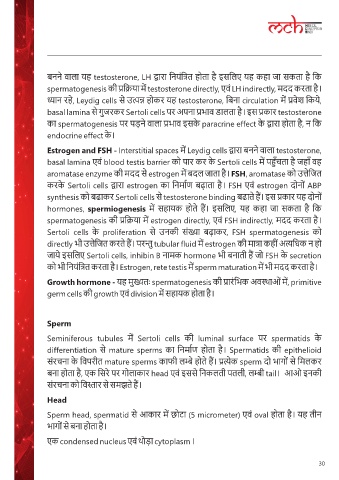 mch
बनने वाला यह testosterone, LH द्वारा नियंत्रित होता है इसलिए यह कहा जा सकता है कि
spermatogenesis की प्रक्रिया में testosterone directly, एवं LH indirectly, मदद करता है।
ध्यान रहे, Leydig cells से उत्पन्न होकर यह testosterone, बिना circulation में प्रवेश किये,
basal lamina से गुजरकर Sertoli cells पर अपना प्रभाव डालता है। इस प्रकार testosterone
का spermatogenesis पर पड़ने वाला प्रभाव इसके paracrine effect के द्वारा होता है, न कि
endocrine effect के।
Estrogen and FSH - Interstitial spaces में Leydig cells द्वारा बनने वाला testosterone,
basal lamina एवं blood testis barrier को पार कर के Sertoli cells में पहुँचता है जहाँ वह
aromatase enzyme की मदद से estrogen में बदल जाता है। FSH, aromatase को उत्तेजित
करके Sertoli cells द्वारा estrogen का निर्माण बढ़ाता है। FSH एवं estrogen दोनों ABP
synthesis को बढाकर Sertoli cells से testosterone binding बढाते हैं। इस प्रकार यह दोनों
hormones, spermiogenesis में सहायक होते हैं। इसलिए, यह कहा जा सकता है कि
spermatogenesis की प्रक्रिया में estrogen directly, एवं FSH indirectly, मदद करता है।
Sertoli cells के proliferation से उनकी संख्या बढ़ाकर, FSH spermatogenesis को
directly भी उत्तेजित करते हैं। परन्तु tubular fluid में estrogen की मात्रा कहीं अत्यधिक न हो
जाये इसलिए Sertoli cells, inhibin B नामक hormone भी बनाती हैं जो FSH के secretion
को भी नियंत्रित करता है। Estrogen, rete testis में sperm maturation में भी मदद करता है।
Growth hormone - यह मुख्यतः spermatogenesis की प्रारंभिक अवस्थाओं में, primitive
germ cells की growth एवं division में सहायक होता है।
Sperm
Seminiferous tubules में Sertoli cells की luminal surface पर spermatids के
differentiation से mature sperms का निर्माण होता है। Spermatids की epithelioid
संरचना के विपरीत mature sperms काफी लम्बे होते हैं। प्रत्येक sperm दो भागों से मिलकर
बना होता है, एक सिरे पर गोलाकार head एवं इससे निकलती पतली, लम्बी tail। आओ इनकी
संरचना को विस्तार से समझते हैं।
Head
Sperm head, spermatid से आकार में छोटा (5 micrometer) एवं oval होता है। यह तीन
भागों से बना होता है।
एक condensed nucleus एवं थोड़ा cytoplasm।
30